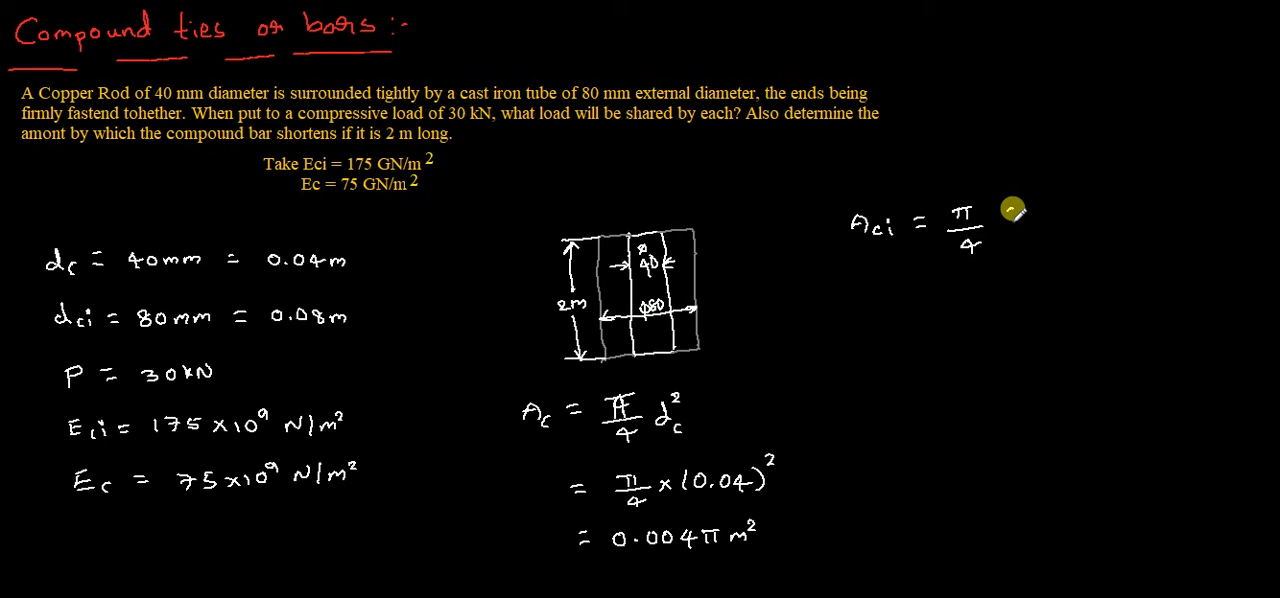 Compound ties or bars :-
A Copper Rod of 40 mm diameter is surrounded tightly by a cast iron tube of 80 mm external diameter, the ends being
firmly fastend tohether. When put to a compressive load of 30 kN, what load will be shared by each? Also determine the
amont by which the compound bar shortens if it is 2 m long.
Take Eci = 175 GN/m²
Ec = 75 GN/m²
dc = 40mm = 0.04m
dci = 80mm = 0.08m
P = 30kN
Eci = 175 × 10⁹ N/m²
Ec = 75 × 10⁹ N/m²
2m
40
φ80
Ac = π/4 dc²
= π/4 × (0.04)²
= 0.004π m²
Aci = π/4